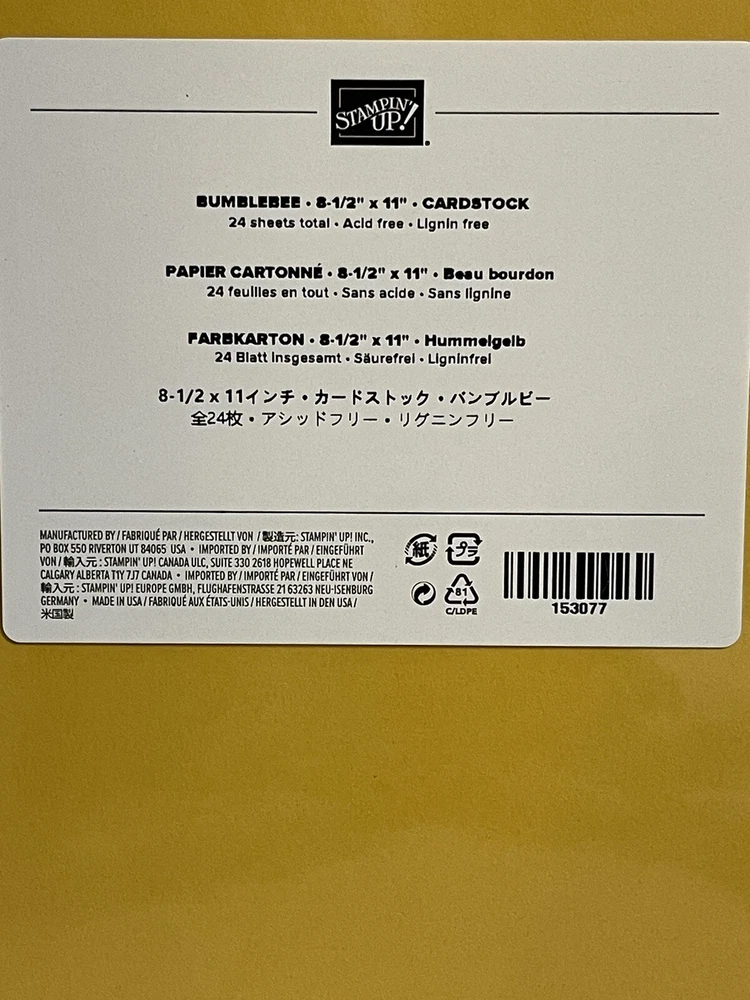 STAMPIN' UP!
BUMBLEBEE • 8-1/2" x 11" • CARDSTOCK
24 sheets total • Acid free • Lignin free
PAPIER CARTONNÉ • 8-1/2" x 11" • Beau bourdon
24 feuilles en tout • Sans acide • Sans lignine
FARBKARTON • 8-1/2" x 11" • Hummelgelb
24 Blatt insgesamt • Säurefrei • Ligninfrei
8-1/2 x 11インチ・カードストック・バンブルビー
全24枚・アシッドフリー・リグニンフリー
MANUFACTURED BY / FABRIQUÉ PAR / HERGESTELLT VON / 製造元: STAMPIN' UP! INC.,
PO BOX 550 RIVERTON UT 84065 USA • IMPORTED BY / IMPORTÉ PAR / EINGEFÜHRT
VON / 輸入元: STAMPIN' UP! CANADA ULC, SUITE 330 2618 HOPEWELL PLACE NE
CALGARY ALBERTA T1Y 7J7 CANADA • IMPORTED BY / IMPORTÉ PAR / EINGEFÜHRT VON /
輸入元: STAMPIN' UP! EUROPE GMBH, FLUGHAFENSTRASSE 21 63263 NEU-ISENBURG
GERMANY • MADE IN USA / FABRIQUÉ AUX ÉTATS-UNIS / HERGESTELLT IN DEN USA /
米国製
紙 プラ
81
C/LDPE
153077